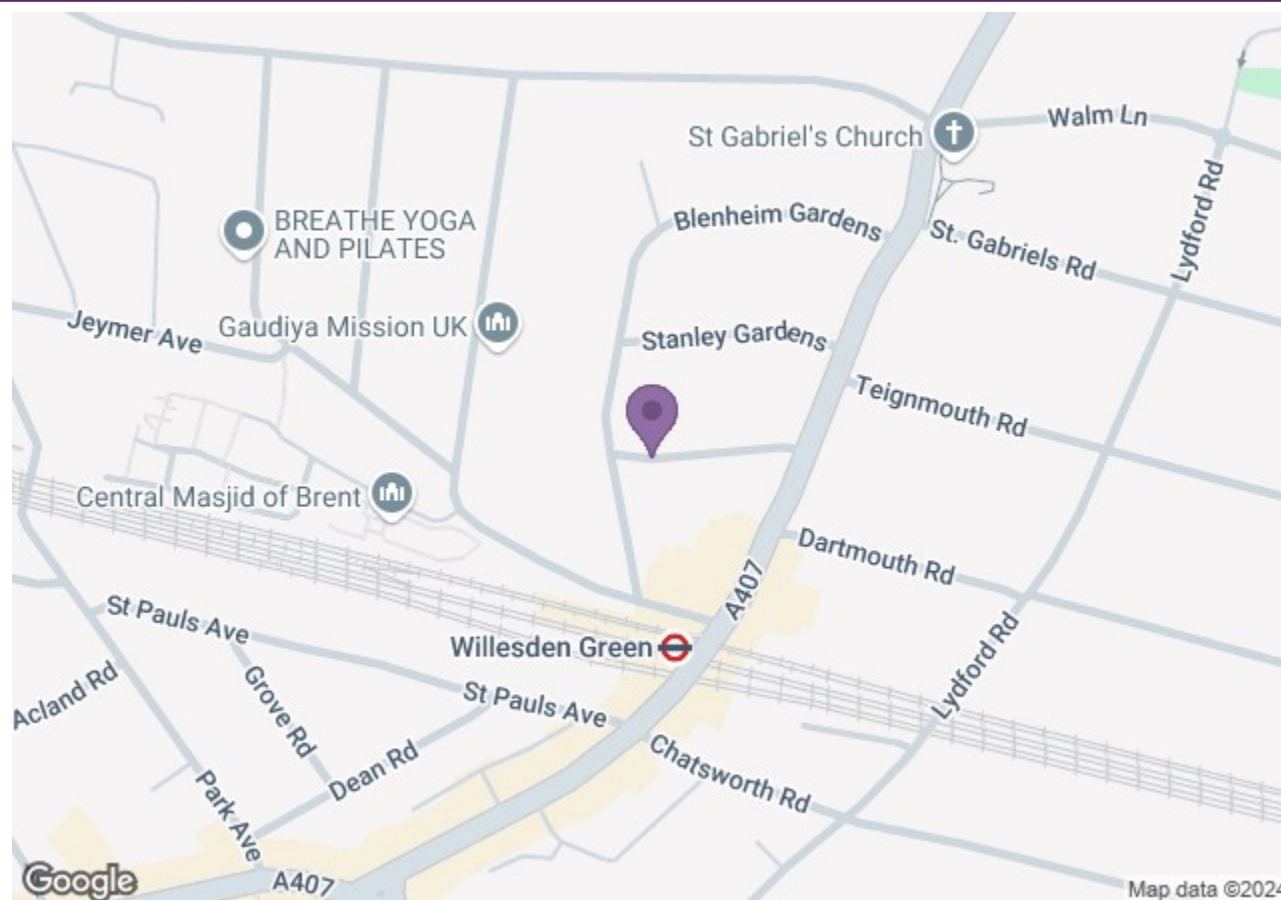 St Gabriel's Church
Walm Ln
Lydford Rd
BREATHE YOGA
AND PILATES
Blenheim Gardens
St. Gabriels Rd
Jeymer Ave
Gaudiya Mission UK
Stanley Gardens
Teignmouth Rd
Central Masjid of Brent
Dartmouth Rd
A407
St Pauls Ave
Willesden Green
Lydford Rd
Acland Rd
Grove Rd
St Pauls Ave
Dean Rd
Chatsworth Rd
Park Ave
A407
Google
Map data ©2024